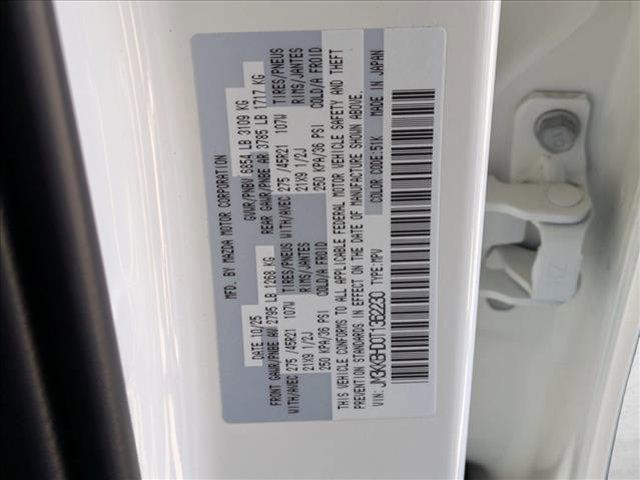 MFD. BY MAZDA MOTOR CORPORATION
DATE: 10/25 GVWR/PNBV 6854 LB 3109 KG
FRONT GAWR/PNBE AV 2795 LB 1268 KG REAR GAWR/PNBE AR 3785 LB 1717 KG
WITH/AVEC 275 /45R21 107W TIRES/PNEUS WITH/AVEC 275 /45R21 107W TIRES/PNEUS
21X9 1/2J RIMS/JANTES 21X9 1/2J RIMS/JANTES
250 KPA/36 PSI COLD/A FROID 250 KPA/36 PSI COLD/A FROID
THIS VEHICLE CONFORMS TO ALL APPLICABLE FEDERAL MOTOR VEHICLE SAFETY AND THEFT
PREVENTION STANDARDS IN EFFECT ON THE DATE OF MANUFACTURE SHOWN ABOVE.
VIN: TYPE:MPV COLOR CODE:51K MADE IN JAPAN